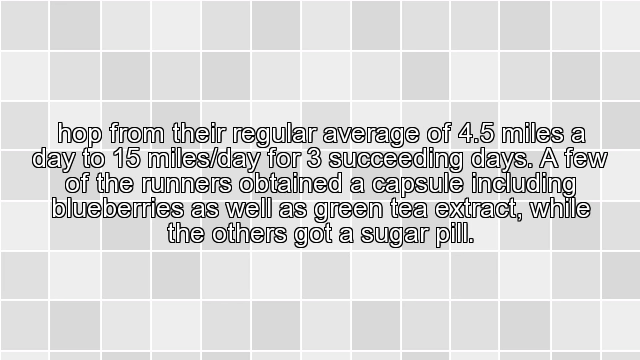 hop from their regular average of 4.5 miles a
day to 15 miles/day for 3 succeeding days. A few
of the runners obtained a capsule including
blueberries as well as green tea extract, while
the others got a sugar pill.